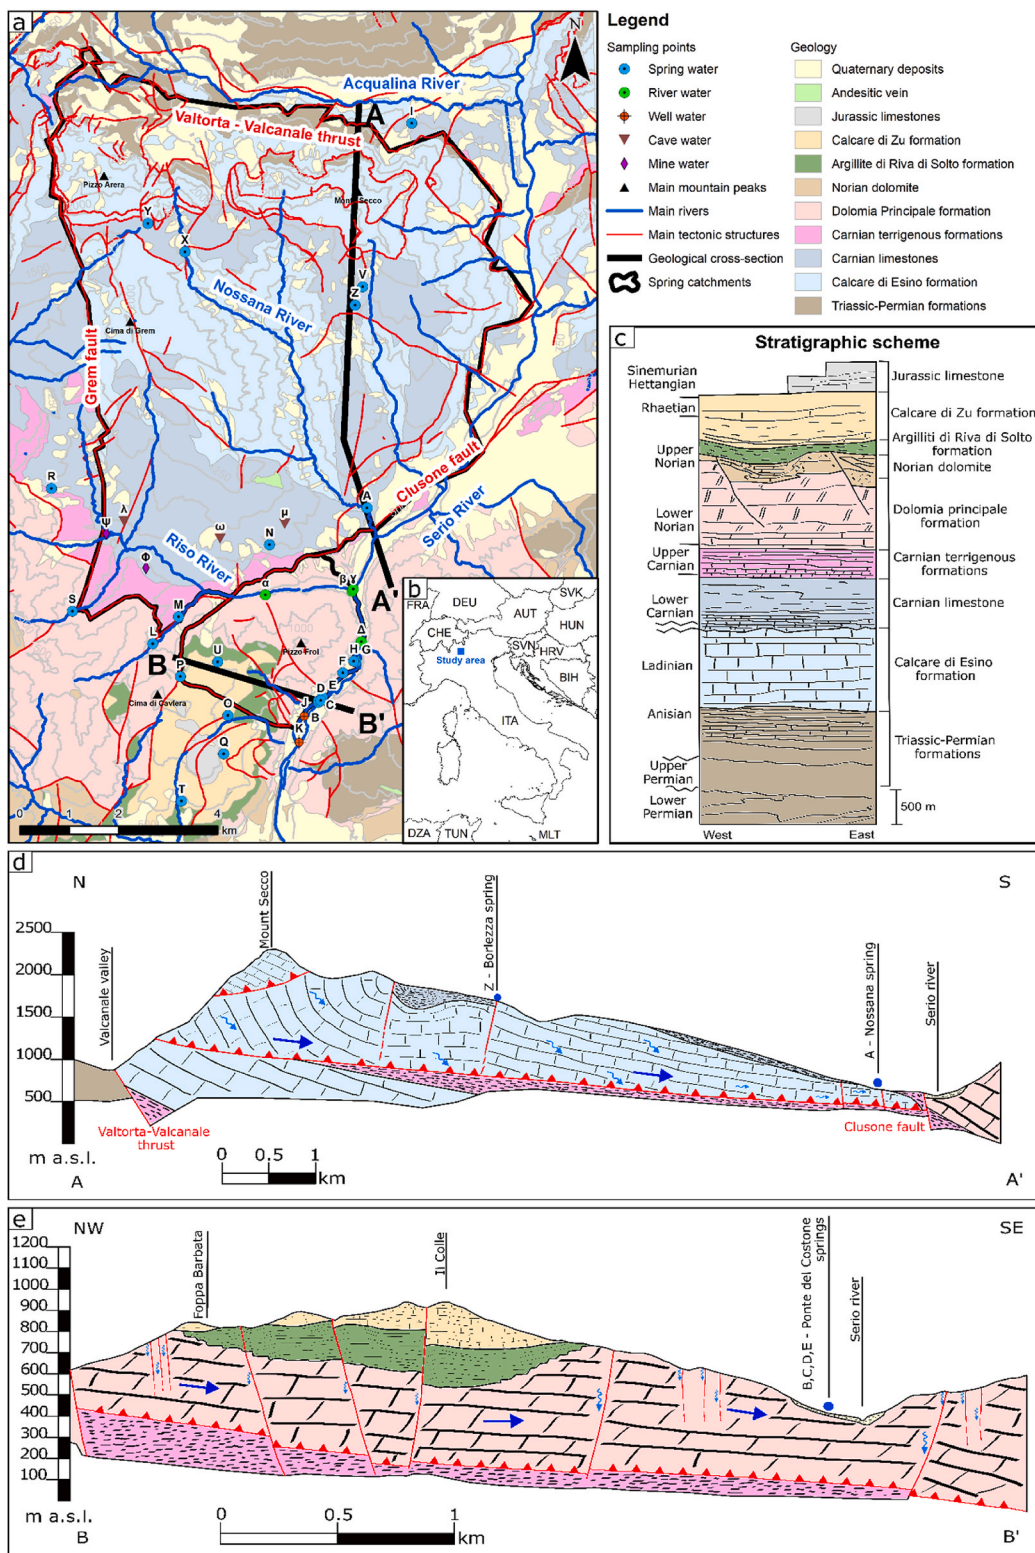 a
N
Acqualina River
A
I
Valtorta - Valcanale thrust
Pizzo Arera
Monte Secco
Y
X
V
Z
Nossana River
Cima di Grem
Grem fault
Clusone fault
Serio River
R
λ
Ψ
ω
μ
N
A
Φ
Riso River
α
β
γ
A'
S
M
L
1000
Pizzo Frol
Δ
G
H
F
E
B
U
P
Cima di Cavlera
D
C
J
B
K
B'
O
Q
T
0 2 4
km
Legend
Sampling points
Spring water
River water
Well water
Cave water
Mine water
Main mountain peaks
Main rivers
Main tectonic structures
Geological cross-section
Spring catchments
Geology
Quaternary deposits
Andesitic vein
Jurassic limestones
Calcare di Zu formation
Argillite di Riva di Solto formation
Norian dolomite
Dolomia Principale formation
Carnian terrigenous formations
Carnian limestones
Calcare di Esino formation
Triassic-Permian formations
b
FRA
DEU
SVK
AUT
HUN
CHE
SVN
HRV
Study area
BIH
ITA
DZA
TUN
MLT
c
Stratigraphic scheme
Sinemurian
Hettangian
Rhaetian
Upper
Norian
Lower
Norian
Upper
Carnian
Lower
Carnian
Ladinian
Anisian
Upper
Permian
Lower
Permian
Jurassic limestone
Calcare di Zu formation
Argilliti di Riva di Solto
formation
Norian dolomite
Dolomia principale
formation
Carnian terrigenous
formations
Carnian limestone
Calcare di Esino
formation
Triassic-Permian
formations
500 m
West East
d
N
S
2500
2000
1500
1000
500
m a.s.l.
Valcanale valley
Mount Secco
Z - Borlezza spring
A - Nossana spring
Serio river
Valtorta-Valcanale
thrust
Clusone fault
0 0.5 1
km
A
A'
e
NW
SE
1200
1100
1000
900
800
700
600
500
400
300
200
100
m a.s.l.
Foppa Barbata
Il Colle
B,C,D,E - Ponte del Costone
springs
Serio river
0 0.5 1
km
B
B'